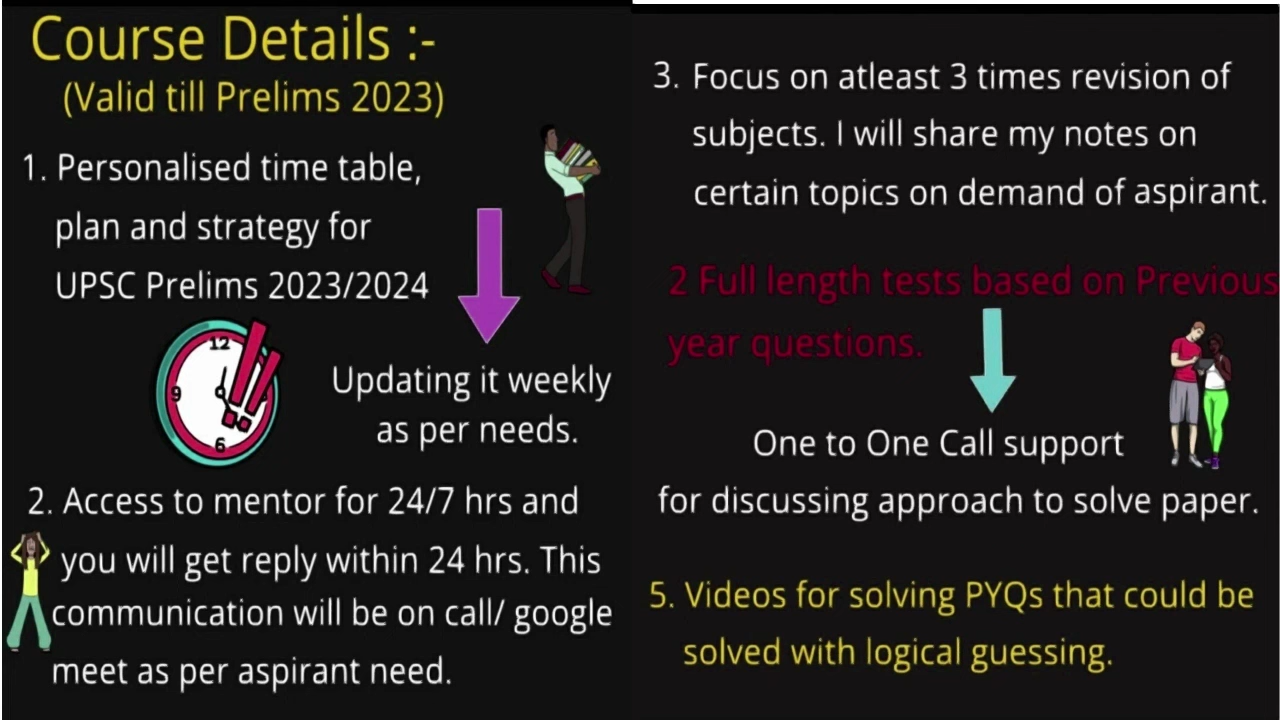 Course Details :-
(Valid till Prelims 2023)
1. Personalised time table,
plan and strategy for
UPSC Prelims 2023/2024
12
9
6
Updating it weekly
as per needs.
2. Access to mentor for 24/7 hrs and
you will get reply within 24 hrs. This
communication will be on call/ google
meet as per aspirant need.
3. Focus on atleast 3 times revision of
subjects. I will share my notes on
certain topics on demand of aspirant.
2 Full length tests based on Previous
year questions.
One to One Call support
for discussing approach to solve paper.
5. Videos for solving PYQs that could be
solved with logical guessing.